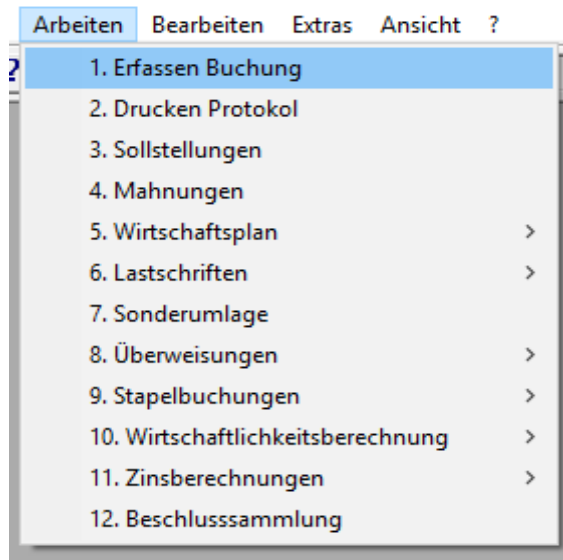 Arbeiten Bearbeiten Extras Ansicht ?
?
1. Erfassen Buchung
2. Drucken Protokol
3. Sollstellungen
4. Mahnungen
5. Wirtschaftsplan >
6. Lastschriften >
7. Sonderumlage
8. Überweisungen >
9. Stapelbuchungen >
10. Wirtschaftlichkeitsberechnung >
11. Zinsberechnungen >
12. Beschlusssammlung